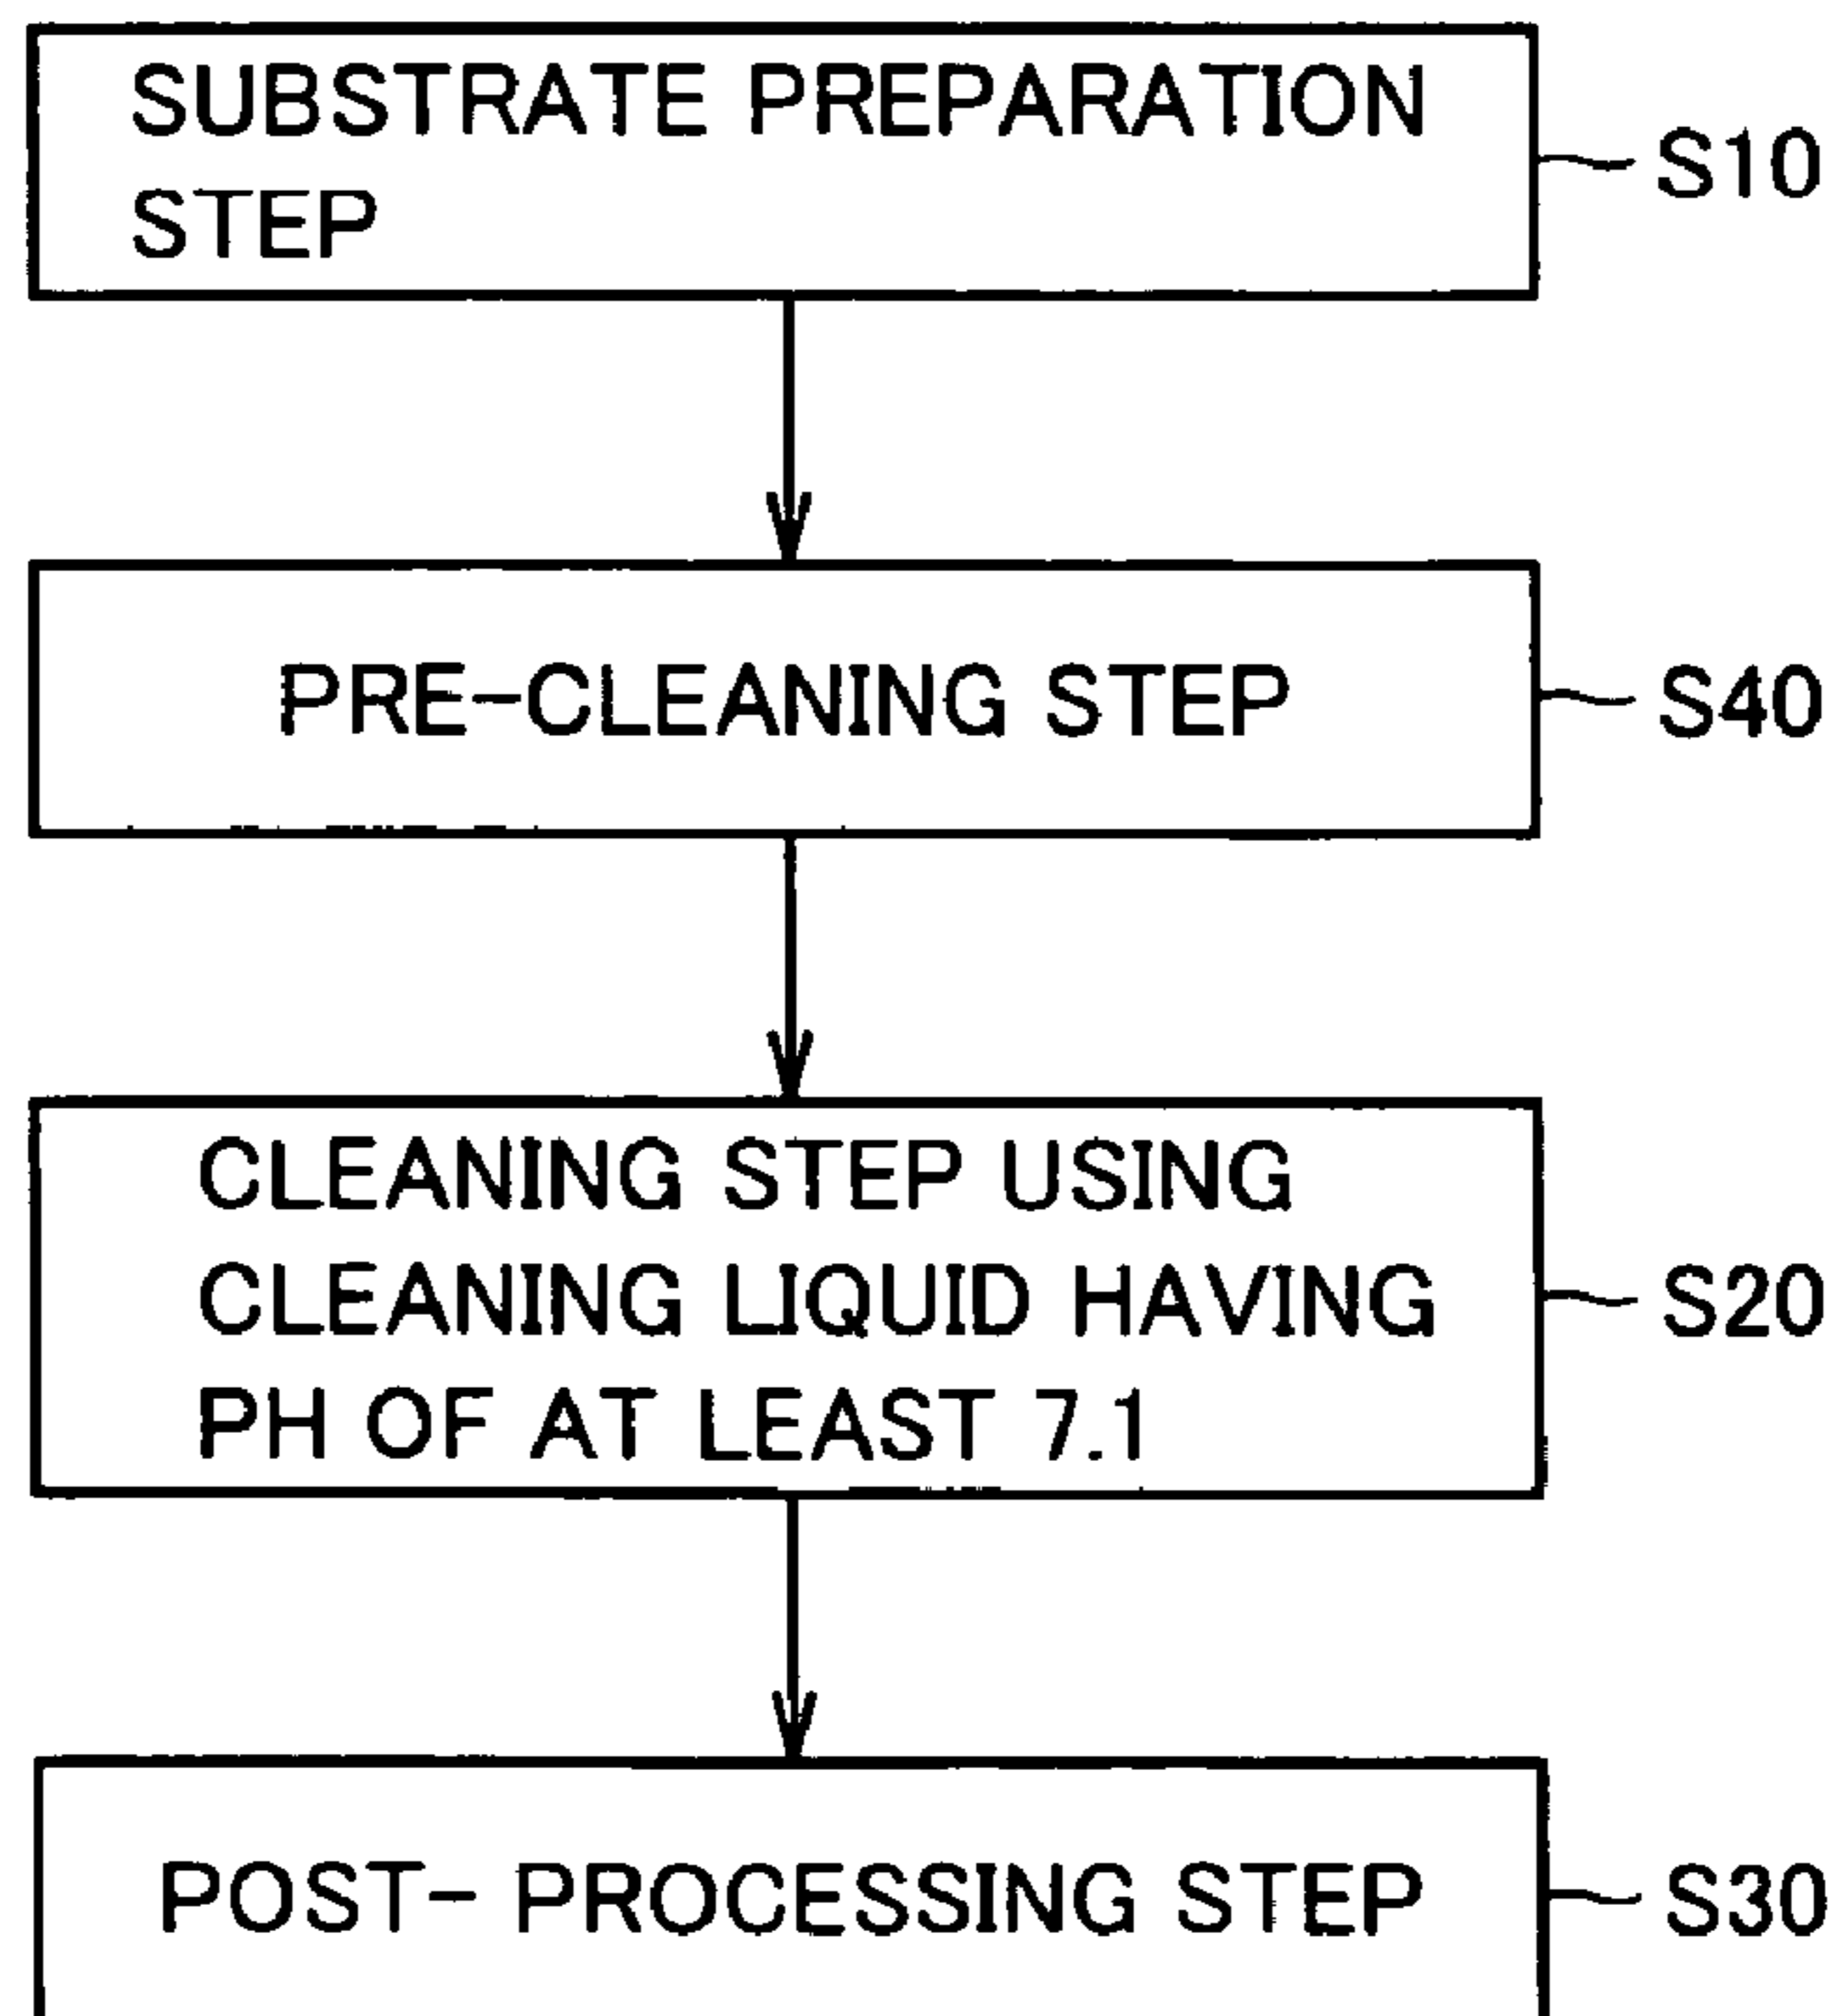 SUBSTRATE PREPARATION
STEP
S10
PRE-CLEANING STEP
S40
CLEANING STEP USING
CLEANING LIQUID HAVING
PH OF AT LEAST 7.1
S20
POST- PROCESSING STEP
S30